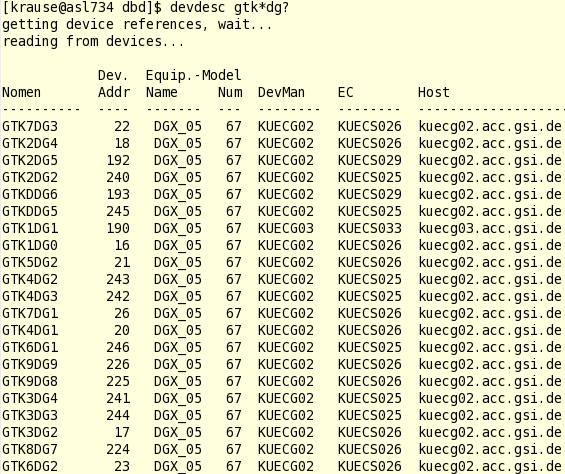 [krause@asl734 dbd]$ devdesc gtk*dg?
getting device references, wait...
reading from devices...
Dev. Equip.-Model
Nomen Addr Name Num DevMan EC Host
---------- ---- ------- --- -------- -------- ------------------
GTK7DG3 22 DGX_05 67 KUECG02 KUECS026 kuecg02.acc.gsi.de
GTK2DG4 18 DGX_05 67 KUECG02 KUECS026 kuecg02.acc.gsi.de
GTK2DG5 192 DGX_05 67 KUECG02 KUECS029 kuecg02.acc.gsi.de
GTK2DG2 240 DGX_05 67 KUECG02 KUECS025 kuecg02.acc.gsi.de
GTKDDG6 193 DGX_05 67 KUECG02 KUECS029 kuecg02.acc.gsi.de
GTKDDG5 245 DGX_05 67 KUECG02 KUECS025 kuecg02.acc.gsi.de
GTK1DG1 190 DGX_05 67 KUECG03 KUECS033 kuecg03.acc.gsi.de
GTK1DG0 16 DGX_05 67 KUECG02 KUECS026 kuecg02.acc.gsi.de
GTK5DG2 21 DGX_05 67 KUECG02 KUECS026 kuecg02.acc.gsi.de
GTK4DG2 243 DGX_05 67 KUECG02 KUECS025 kuecg02.acc.gsi.de
GTK4DG3 242 DGX_05 67 KUECG02 KUECS025 kuecg02.acc.gsi.de
GTK7DG1 26 DGX_05 67 KUECG02 KUECS026 kuecg02.acc.gsi.de
GTK4DG1 20 DGX_05 67 KUECG02 KUECS026 kuecg02.acc.gsi.de
GTK6DG1 246 DGX_05 67 KUECG02 KUECS025 kuecg02.acc.gsi.de
GTK9DG9 226 DGX_05 67 KUECG02 KUECS026 kuecg02.acc.gsi.de
GTK9DG8 225 DGX_05 67 KUECG02 KUECS026 kuecg02.acc.gsi.de
GTK3DG4 241 DGX_05 67 KUECG02 KUECS025 kuecg02.acc.gsi.de
GTK3DG3 244 DGX_05 67 KUECG02 KUECS025 kuecg02.acc.gsi.de
GTK3DG2 17 DGX_05 67 KUECG02 KUECS026 kuecg02.acc.gsi.de
GTK8DG7 224 DGX_05 67 KUECG02 KUECS026 kuecg02.acc.gsi.de
GTK6DG2 23 DGX_05 67 KUECG02 KUECS026 kuecg02.acc.gsi.de